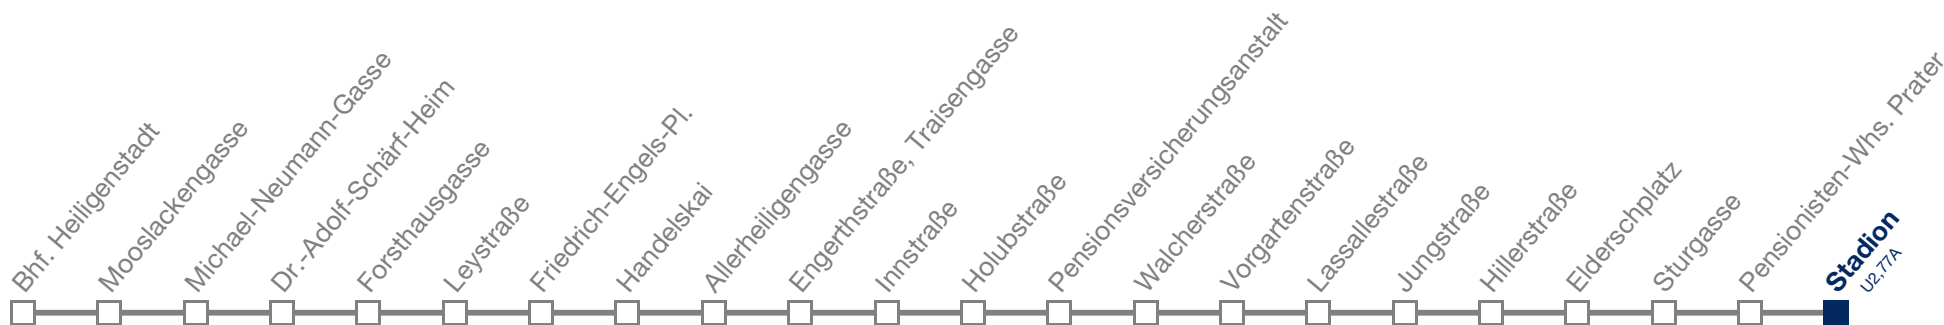 Bhf. Heiligenstadt
Mooslackengasse
Michael-Neumann-Gasse
Dr.-Adolf-Schärf-Heim
Forsthausgasse
Leystraße
Friedrich-Engels-Pl.
Handelskai
Allerheiligengasse
Engerthstraße, Traisengasse
Innstraße
Holubstraße
Pensionsversicherungsanstalt
Walcherstraße
Vorgartenstraße
Lassallestraße
Jungstraße
Hillerstraße
Elderschplatz
Sturgasse
Pensionisten-Whs. Prater
Stadion
U2,77A